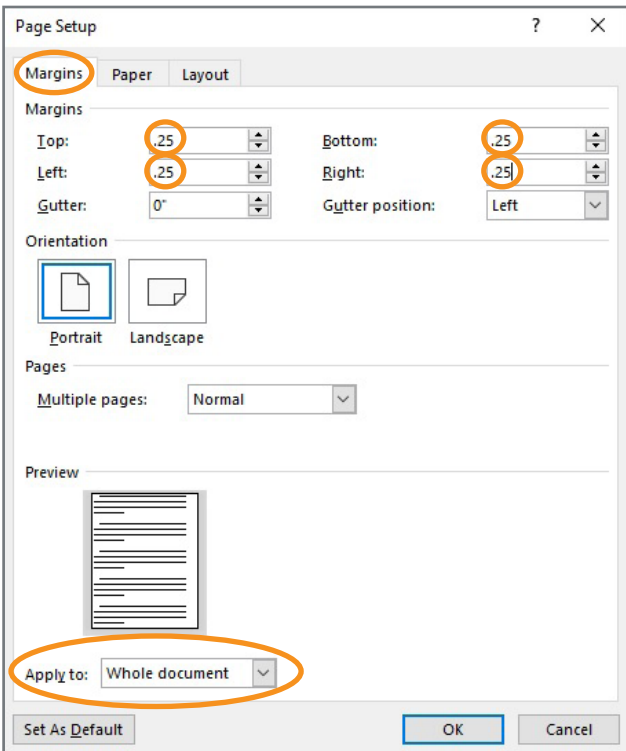 Page Setup ? ×
Margins Paper Layout
Margins
Top: .25 Bottom: .25
Left: .25 Right: .25
Gutter: 0" Gutter position: Left
Orientation
Portrait Landscape
Pages
Multiple pages: Normal
Preview
Apply to: Whole document
Set As Default OK Cancel